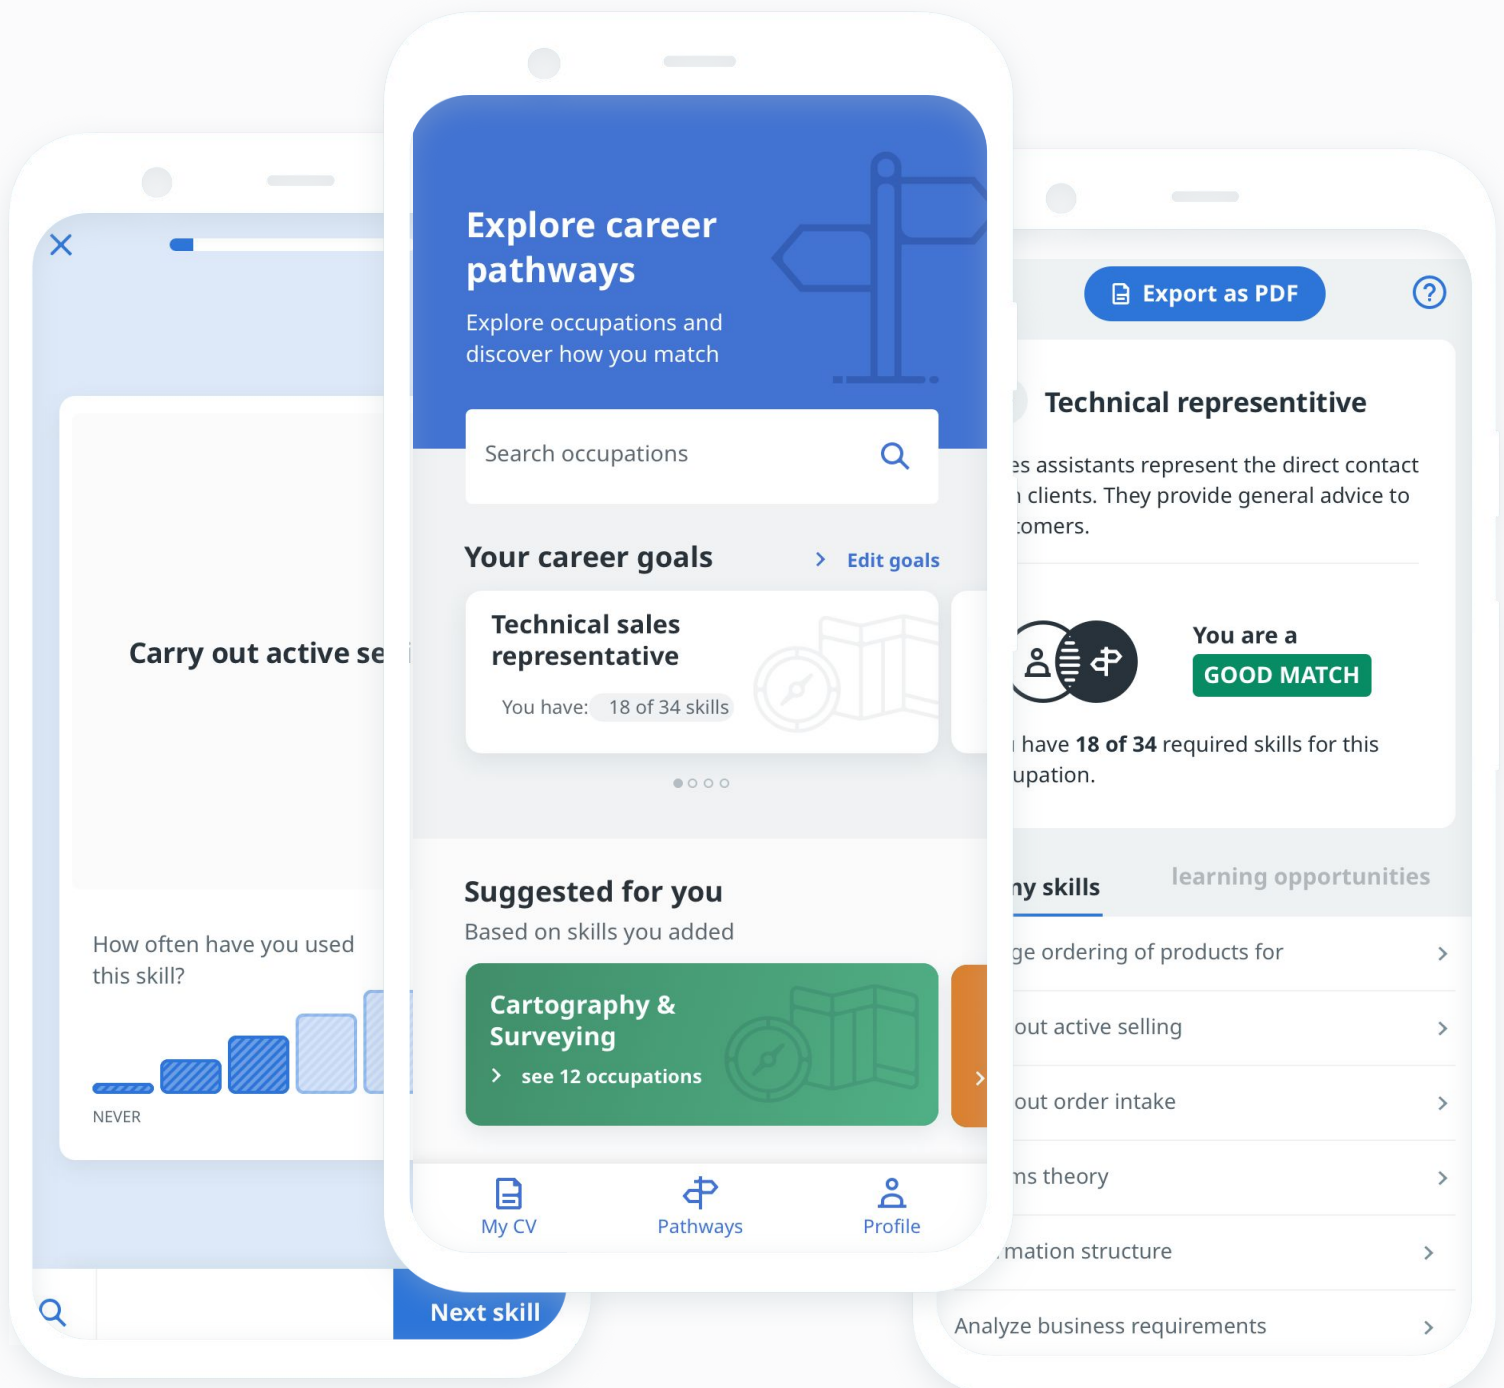 Carry out active se
How often have you used
this skill?
NEVER
Next skill
Explore career
pathways
Explore occupations and
discover how you match
Search occupations
Your career goals
Edit goals
Technical sales
representative
You have: 18 of 34 skills
Suggested for you
Based on skills you added
Cartography &
Surveying
see 12 occupations
My CV
Pathways
Profile
Export as PDF
Technical representitive
es assistants represent the direct contact
clients. They provide general advice to
tomers.
You are a
GOOD MATCH
have 18 of 34 required skills for this
upation.
my skills
learning opportunities
ge ordering of products for
out active selling
out order intake
ms theory
rmation structure
Analyze business requirements